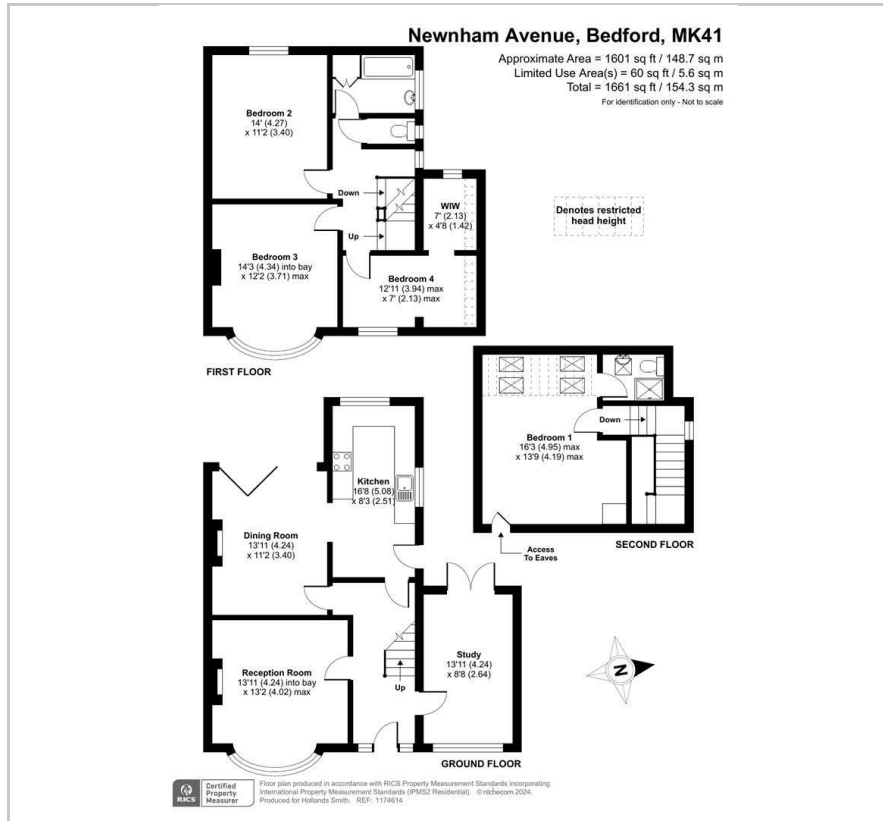 Newnham Avenue, Bedford, MK41
Approximate Area = 1601 sq ft / 148.7 sq m
Limited Use Area(s) = 60 sq ft / 5.6 sq m
Total = 1661 sq ft / 154.3 sq m
For identification only - Not to scale
Bedroom 2
14' (4.27)
x 11'2 (3.40)
Down
Up
WIW
7' (2.13)
x 4'8 (1.42)
Denotes restricted
head height
Bedroom 3
14'3 (4.34) into bay
x 12'2 (3.71) max
Bedroom 4
12'11 (3.94) max
x 7' (2.13) max
FIRST FLOOR
Down
Bedroom 1
16'3 (4.95) max
x 13'9 (4.19) max
Access
To Eaves
SECOND FLOOR
Kitchen
16'8 (5.08)
x 8'3 (2.51)
Dining Room
13'11 (4.24)
x 11'2 (3.40)
Reception Room
13'11 (4.24) into bay
x 13'2 (4.02) max
Up
Study
13'11 (4.24)
x 8'8 (2.64)
GROUND FLOOR
N
RICS
Certified
Property
Measurer
Floor plan produced in accordance with RICS Property Measurement Standards incorporating
International Property Measurement Standards (IPMS2 Residential). ©nichecom 2024.
Produced for Hollands Smith. REF: 1174614